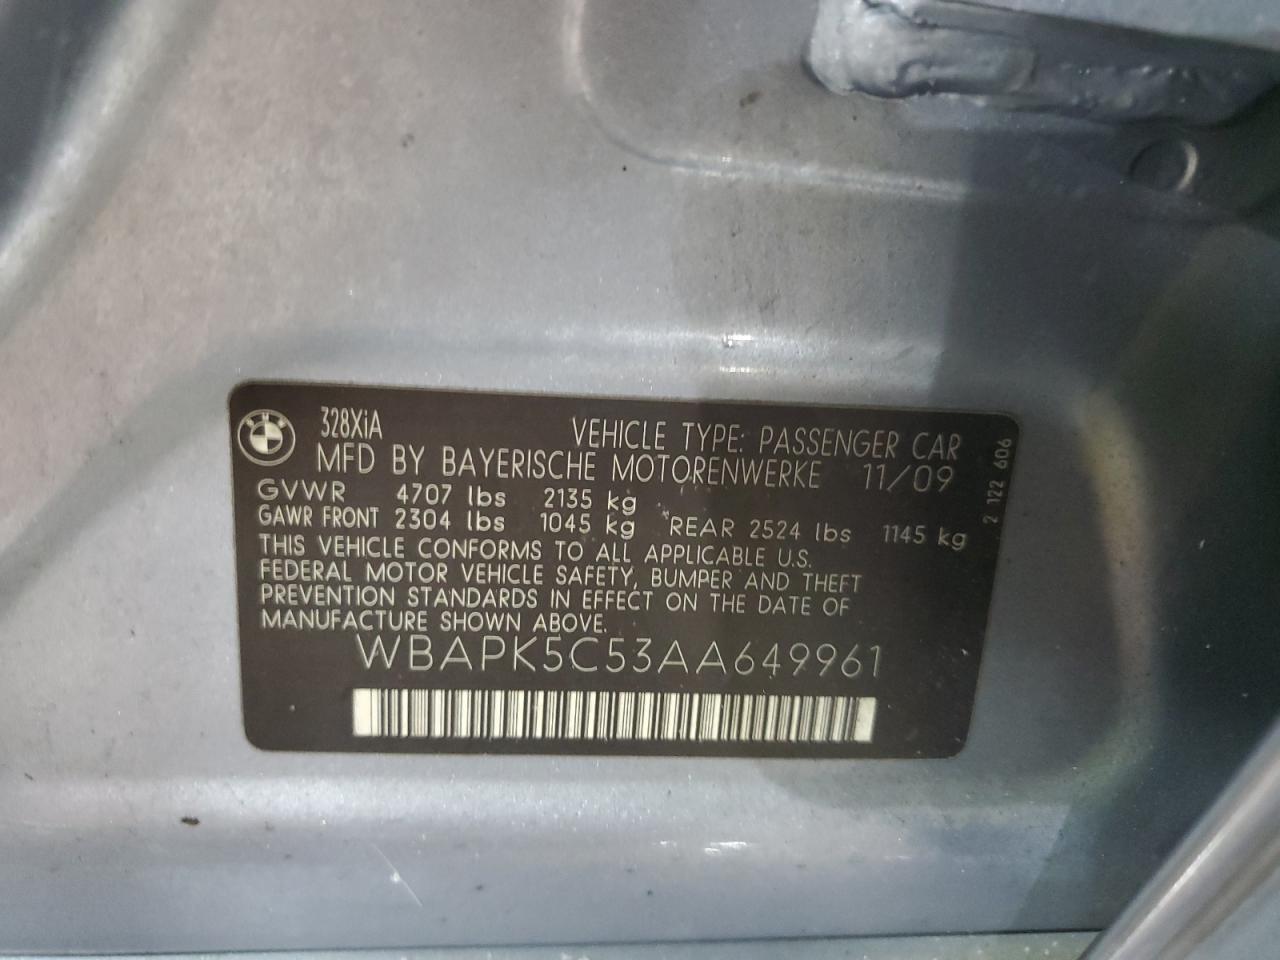 328XiA VEHICLE TYPE: PASSENGER CAR
MFD BY BAYERISCHE MOTORENWERKE 11/09
GVWR 4707 lbs 2135 kg
GAWR FRONT 2304 lbs 1045 kg REAR 2524 lbs 1145 kg
THIS VEHICLE CONFORMS TO ALL APPLICABLE U.S.
FEDERAL MOTOR VEHICLE SAFETY, BUMPER AND THEFT
PREVENTION STANDARDS IN EFFECT ON THE DATE OF
MANUFACTURE SHOWN ABOVE.
WBAPK5C53AA649961
2 122 606